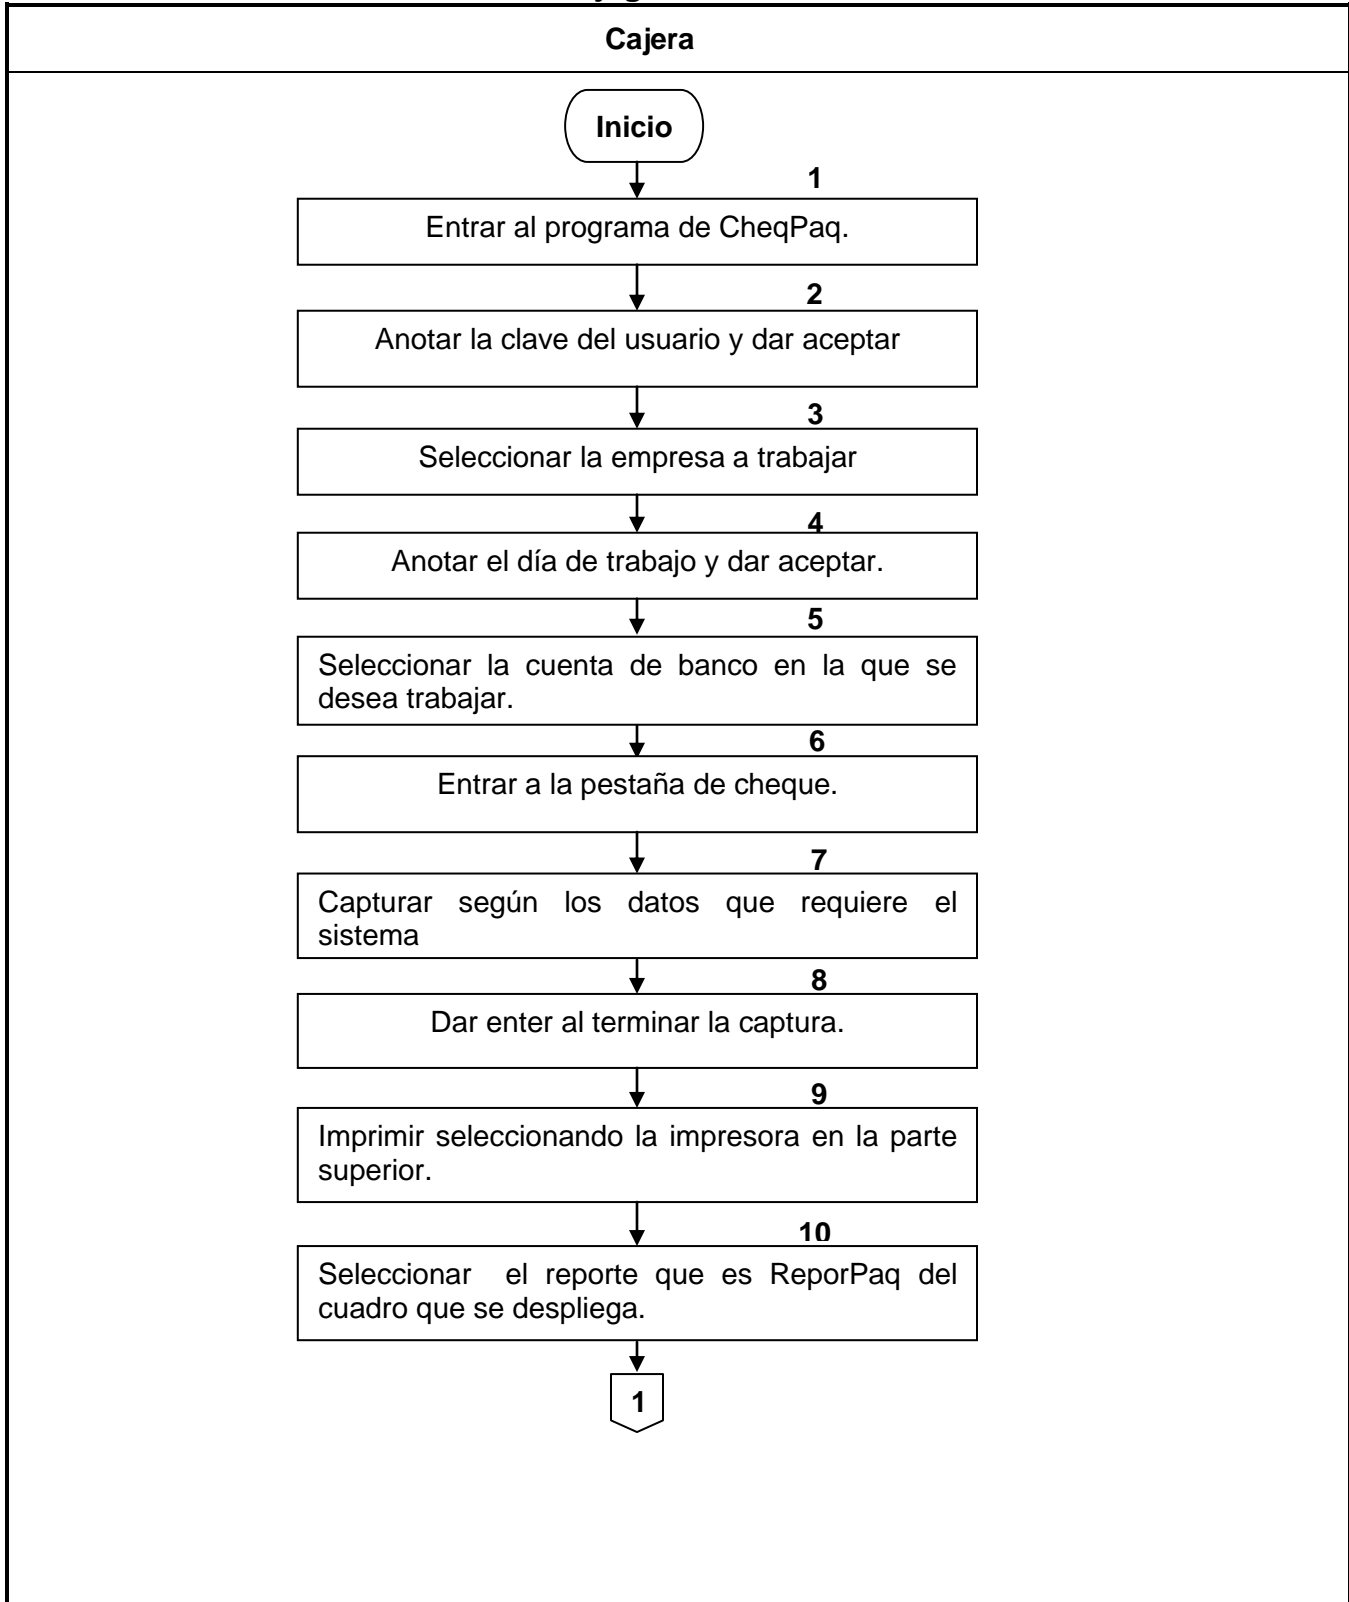 Cajera
Inicio
1
Entrar al programa de CheqPaq.
2
Anotar la clave del usuario y dar aceptar
3
Seleccionar la empresa a trabajar
4
Anotar el día de trabajo y dar aceptar.
5
Seleccionar la cuenta de banco en la que se
desea trabajar.
6
Entrar a la pestaña de cheque.
7
Capturar según los datos que requiere el
sistema
8
Dar enter al terminar la captura.
9
Imprimir seleccionando la impresora en la parte
superior.
10
Seleccionar el reporte que es ReporPaq del
cuadro que se despliega.
1